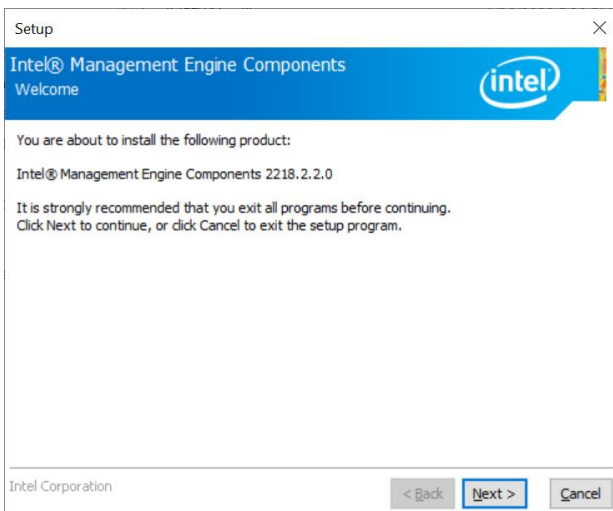 Setup
Intel® Management Engine Components
Welcome
intel
You are about to install the following product:
Intel® Management Engine Components 2218.2.2.0
It is strongly recommended that you exit all programs before continuing.
Click Next to continue, or click Cancel to exit the setup program.
Intel Corporation
< Back Next > Cancel